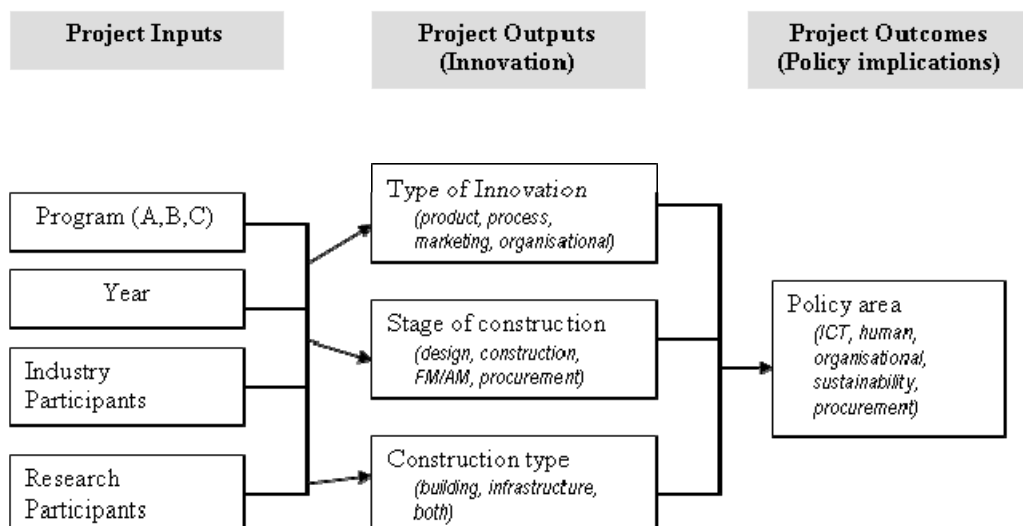 Project Inputs
Project Outputs
(Innovation)
Project Outcomes
(Policy implications)
Program (A,B,C)
Year
Industry
Participants
Research
Participants
Type of Innovation
(product, process,
marketing, organisational)
Stage of construction
(design, construction,
FM/AM, procurement)
Construction type
(building, infrastructure,
both)
Policy area
(ICT, human,
organisational,
sustainability,
procurement)